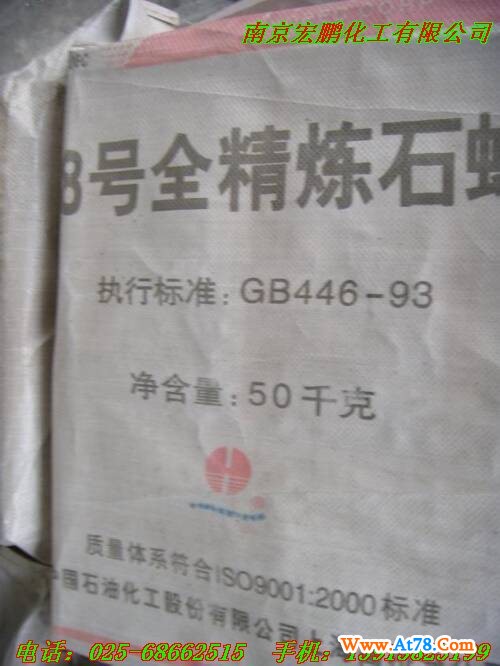 南京宏鹏化工有限公司
8号全精炼石蜡
执行标准：GB446-93
净含量：50千克
质量体系符合ISO9001:2000标准
中国石油化工股份有限公司
www.At78.Com
电话：025-68662515